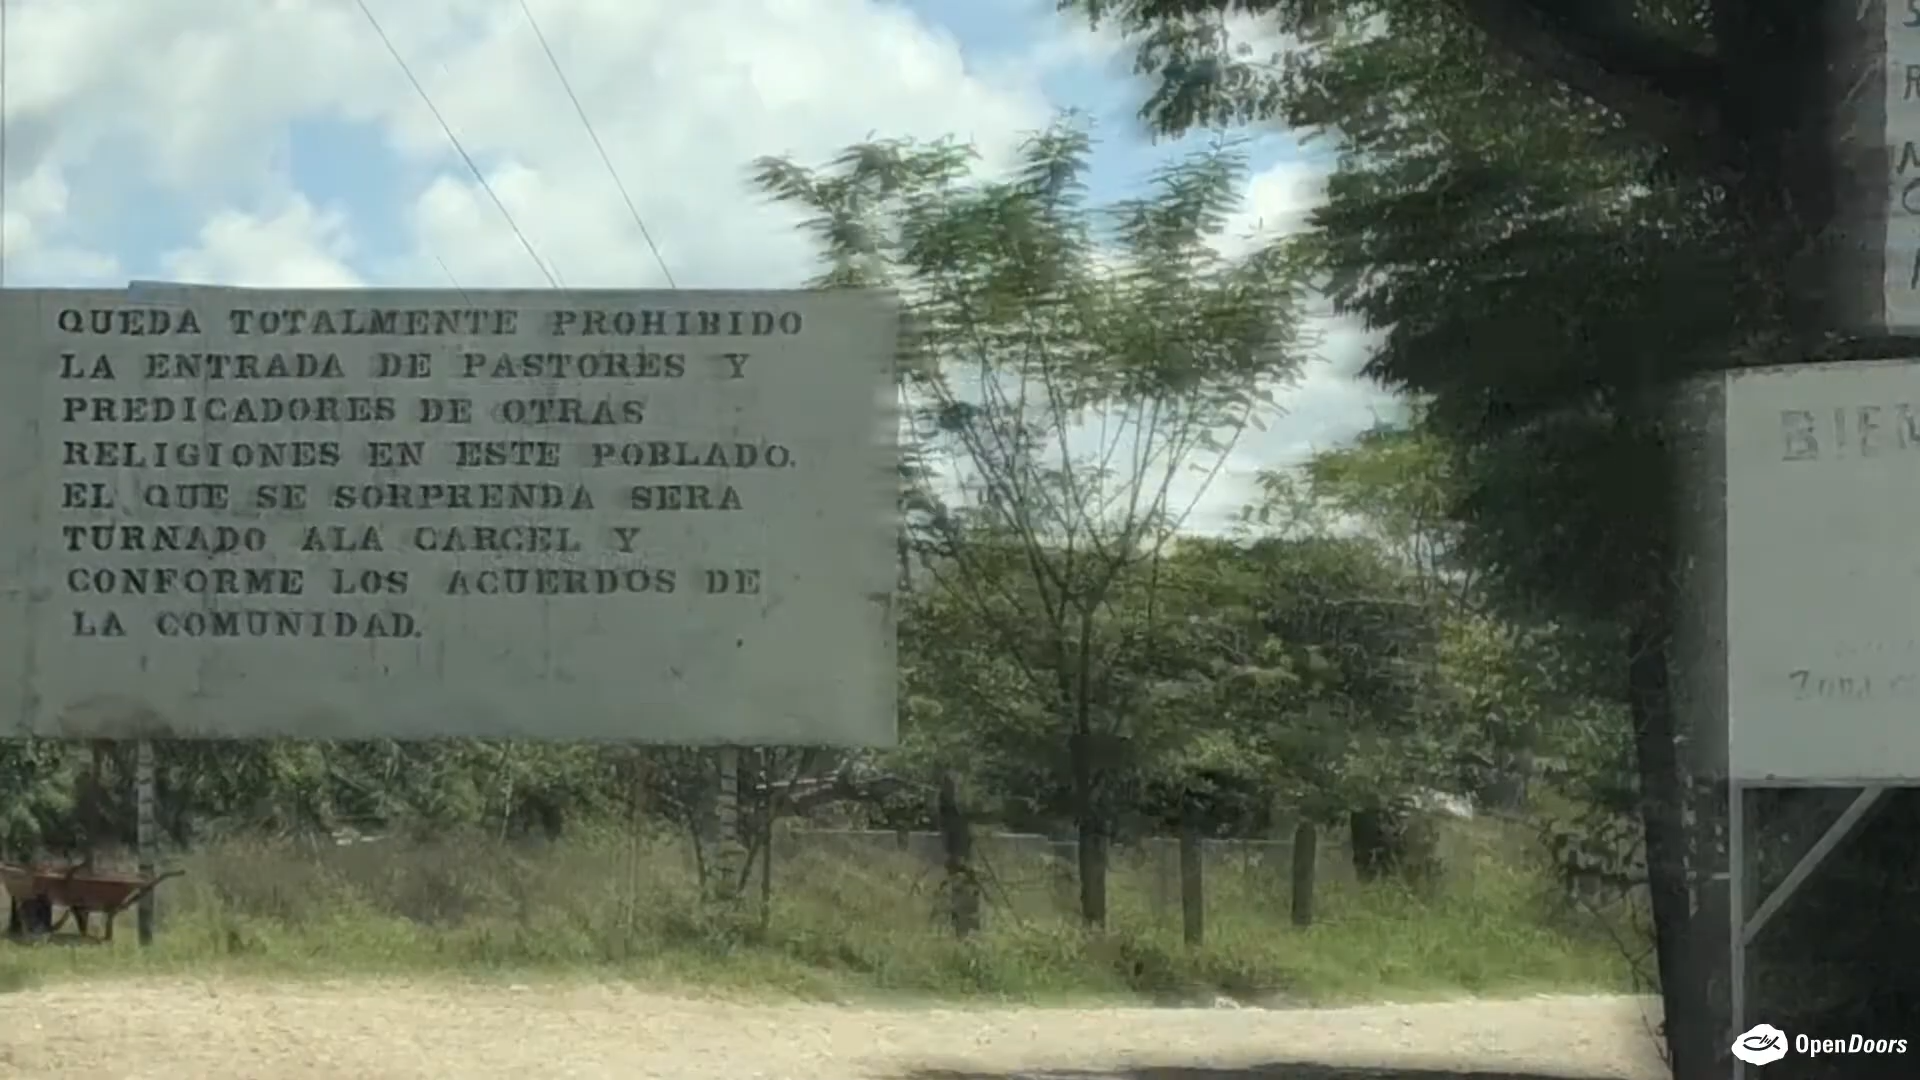 QUEDA TOTALMENTE PROHIBIDO
LA ENTRADA DE PASTORES Y
PREDICADORES DE OTRAS
RELIGIONES EN ESTE POBLADO.
EL QUE SE SORPRENDA SERA
TURNADO ALA CARCEL Y
CONFORME LOS ACUERDOS DE
LA COMUNIDAD.
OpenDoors